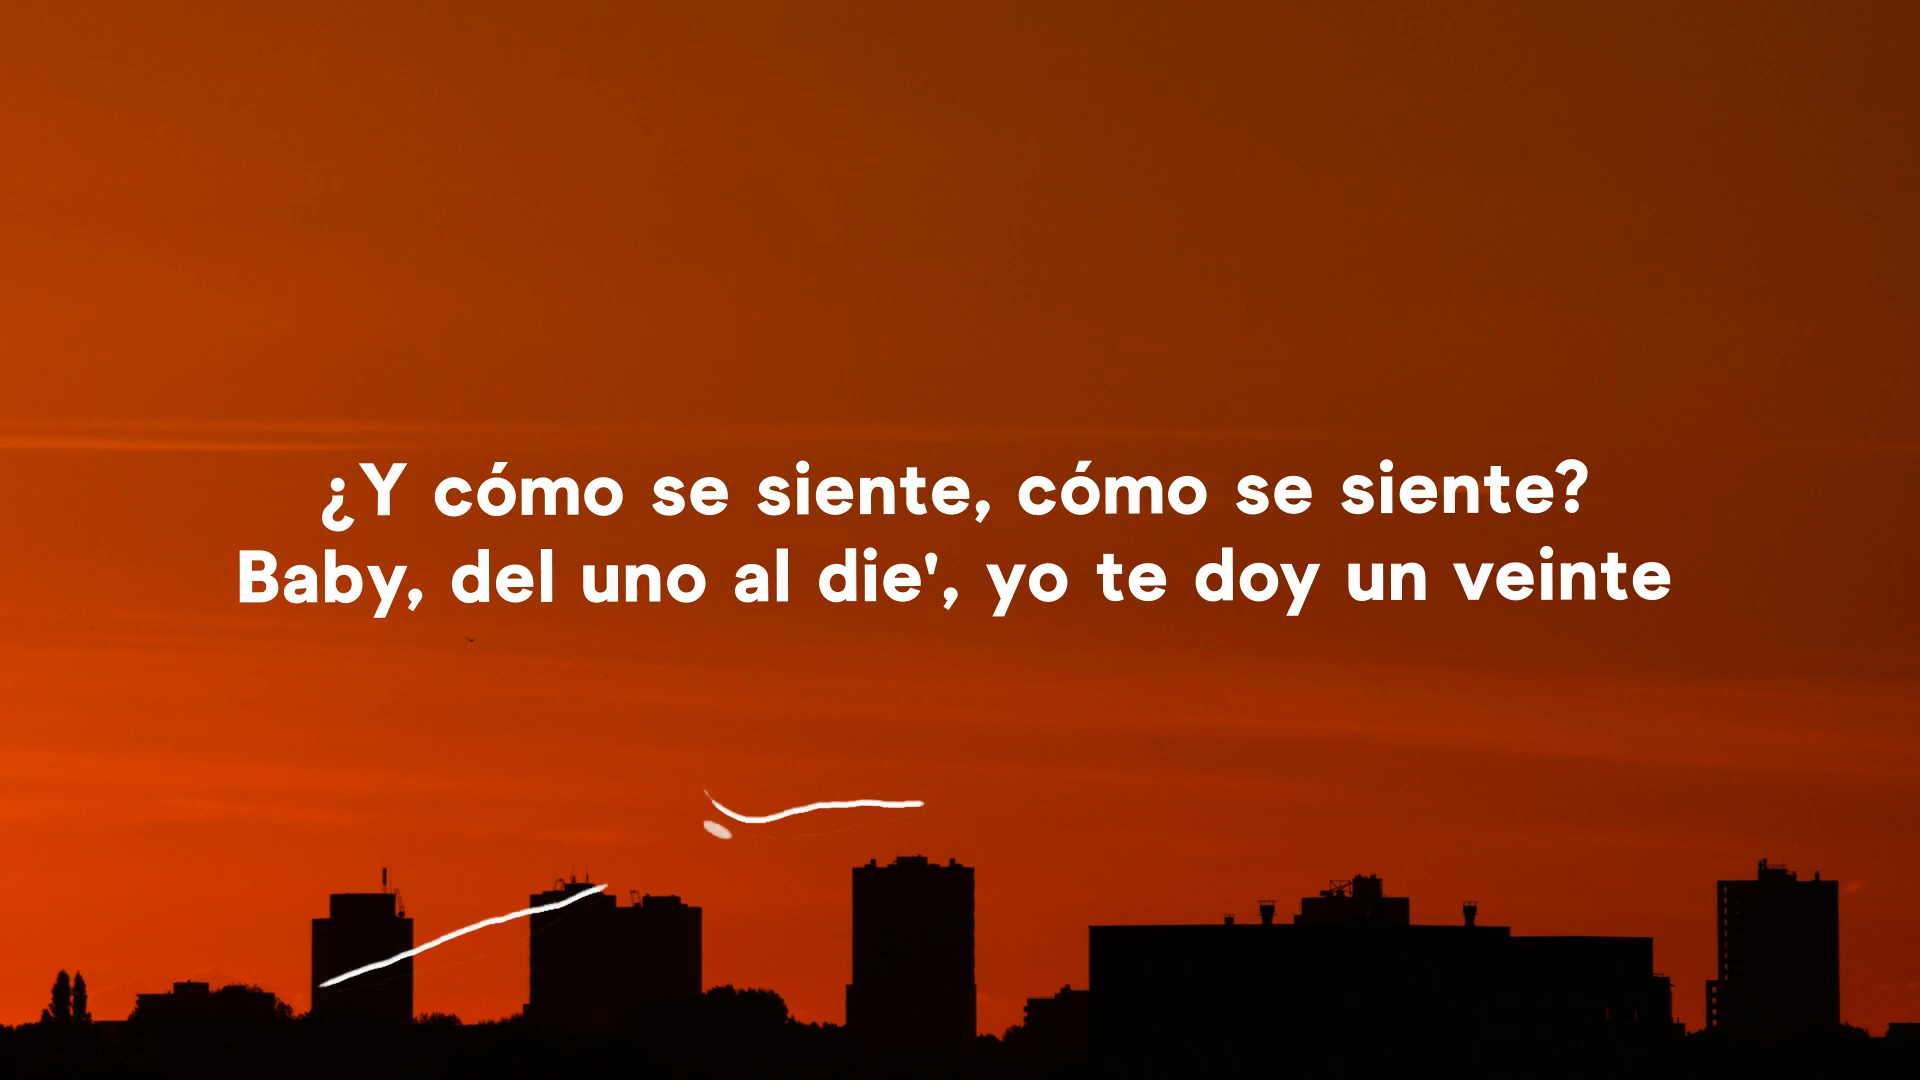 ¿Y cómo se siente, cómo se siente?
Baby, del uno al die', yo te doy un veinte